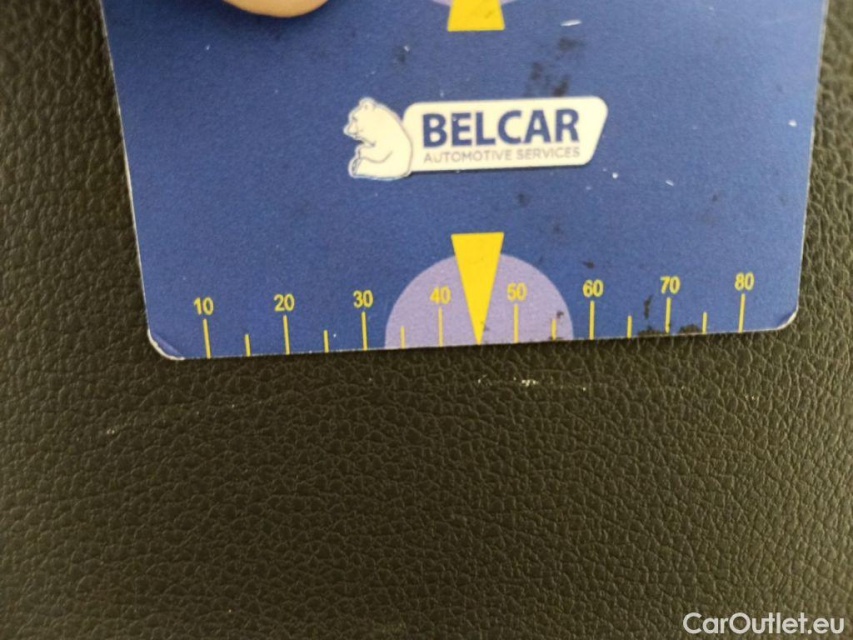 BELCAR
AUTOMOTIVE SERVICES
10 20 30 40 50 60 70 80
CarOutlet.eu